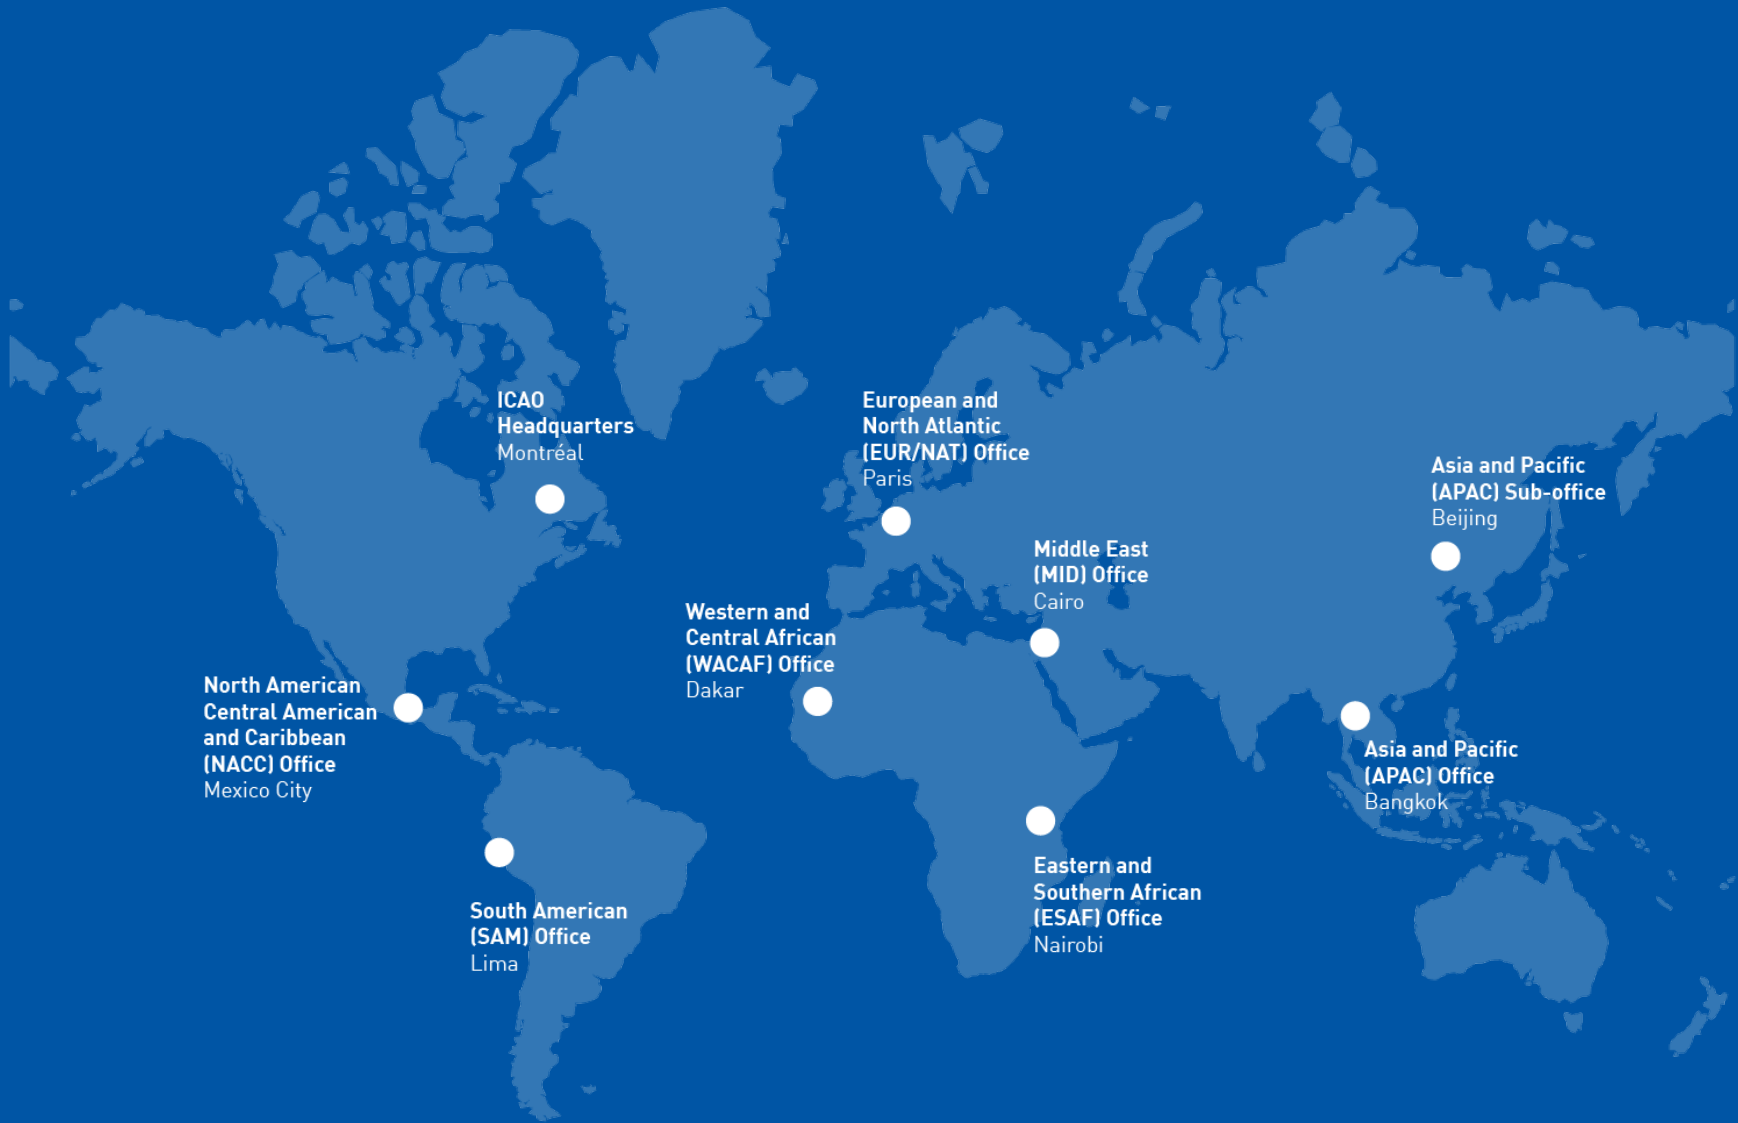 ICAO
Headquarters
Montréal
European and
North Atlantic
(EUR/NAT) Office
Paris
Asia and Pacific
(APAC) Sub-office
Beijing
Middle East
(MID) Office
Cairo
Western and
Central African
(WACAF) Office
Dakar
North American
Central American
and Caribbean
(NACC) Office
Mexico City
Asia and Pacific
(APAC) Office
Bangkok
Eastern and
Southern African
(ESAF) Office
Nairobi
South American
(SAM) Office
Lima